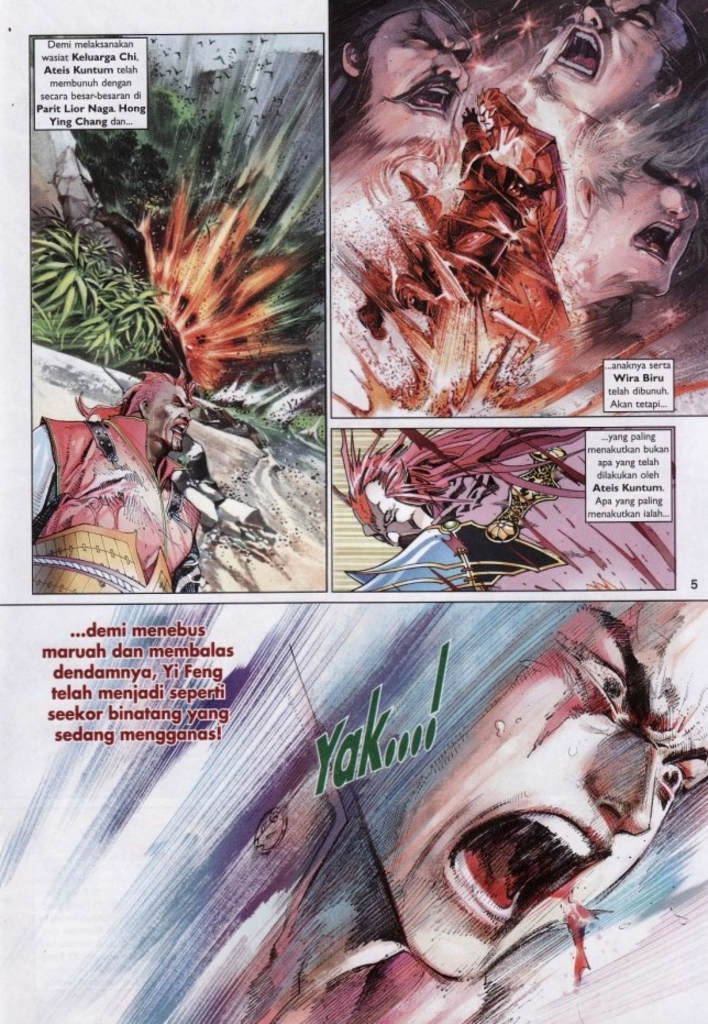 Demi melaksanakan
wasiat Keluarga Chi,
Ateis Kuntum telah
membunuh dengan
secara besar-besaran di
Parit Lior Naga. Hong
Ying Chang dan...
...anaknya serta
Wira Biru
telah dibunuh.
Akan tetapi...
...yang paling
menakutkan bukan
apa yang telah
dilakukan oleh
Ateis Kuntum.
Apa yang paling
menakutkan ialah...
5
...demi menebus
maruah dan membalas
dendamnya, Yi Feng
telah menjadi seperti
seekor binatang yang
sedang mengganas!
Yak....!